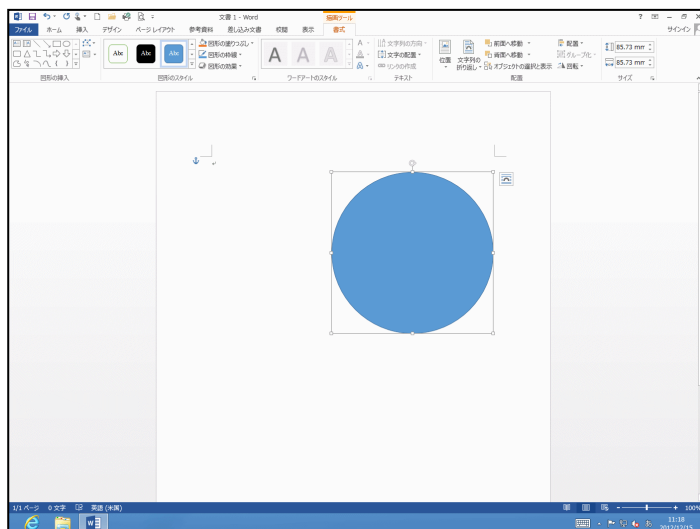 文書 1 - Word
描画ツール
ファイル ホーム 挿入 デザイン ページ レイアウト 参考資料 差し込み文書 校閲 表示 書式 サインイン
Abc Abc Abc
図形の塗りつぶし
図形の枠線
図形の効果
A A A
文字列の方向
文字の配置
リンクの作成
位置
文字列の折り返し
前面へ移動
背面へ移動
オブジェクトの選択と表示
配置
グループ化
回転
85.73 mm
85.73 mm
図形の挿入 図形のスタイル ワードアートのスタイル テキスト 配置 サイズ
1/1 ページ 0 文字 英語 (米国) 100%
11:18
2012/12/15